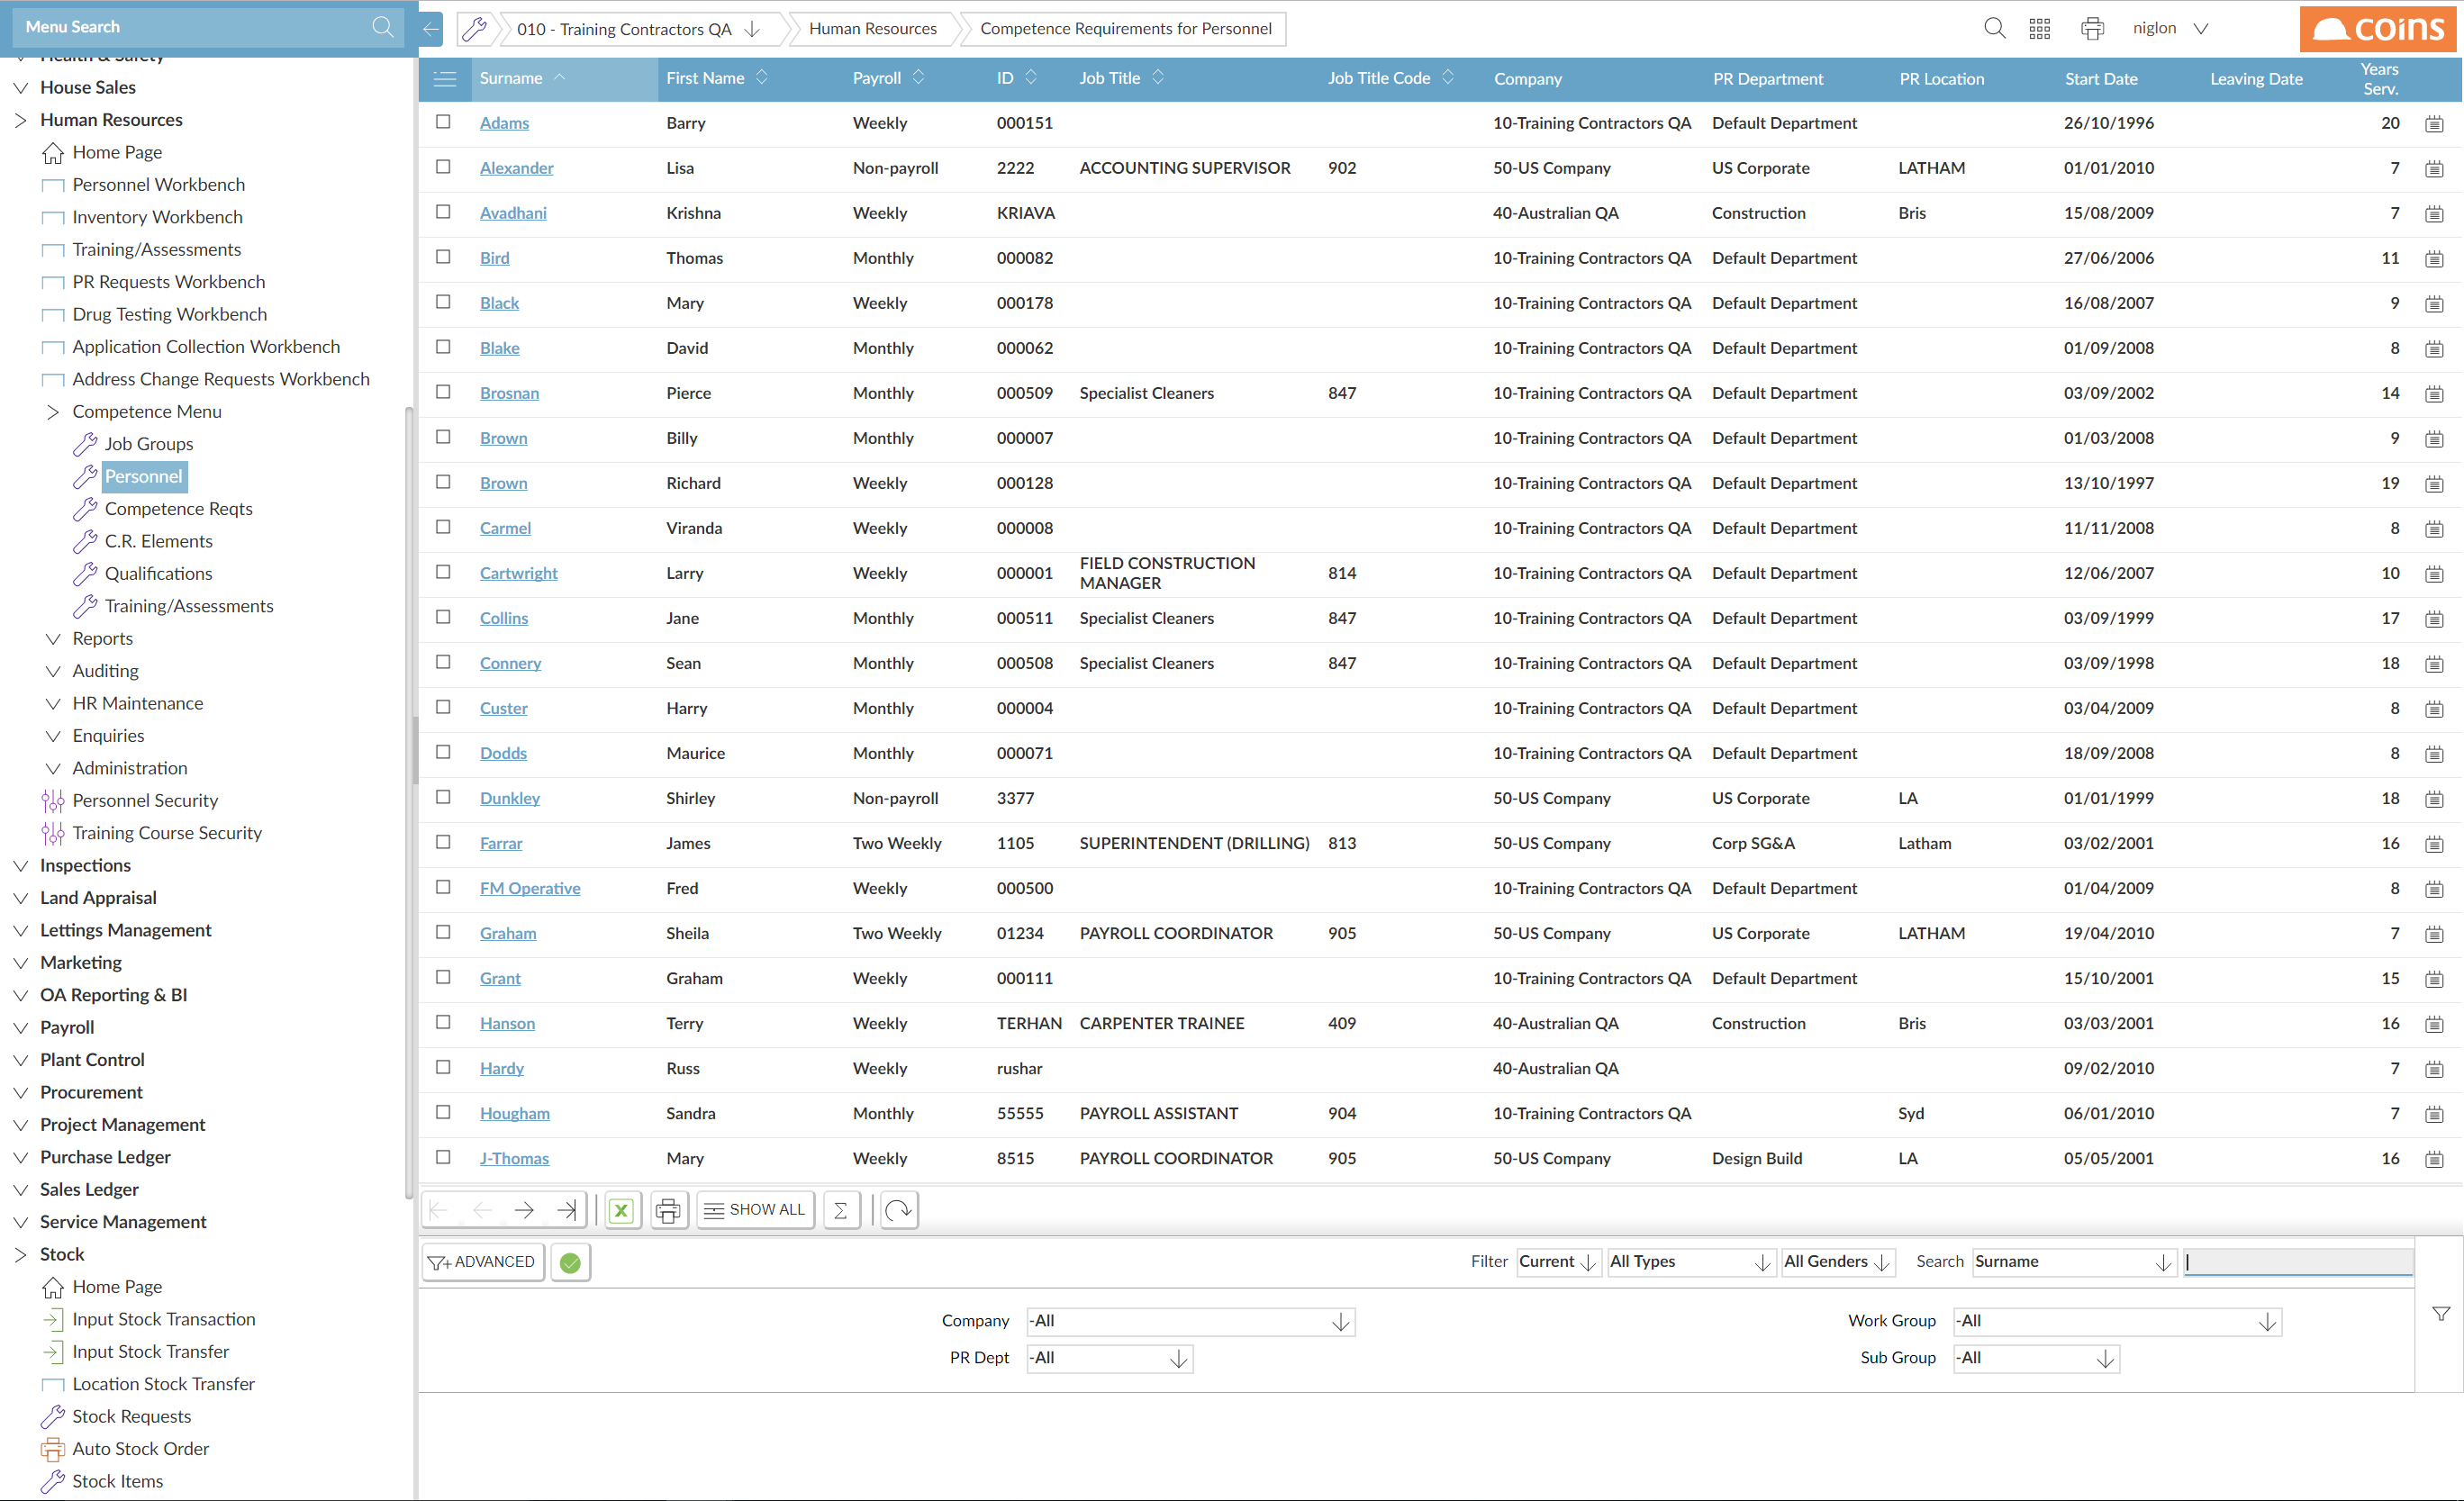 Menu Search
010 - Training Contractors QA
Human Resources
Competence Requirements for Personnel
niglon
coins
Health & Safety
House Sales
Human Resources
Home Page
Personnel Workbench
Inventory Workbench
Training/Assessments
PR Requests Workbench
Drug Testing Workbench
Application Collection Workbench
Address Change Requests Workbench
Competence Menu
Job Groups
Personnel
Competence Reqts
C.R. Elements
Qualifications
Training/Assessments
Reports
Auditing
HR Maintenance
Enquiries
Administration
Personnel Security
Training Course Security
Inspections
Land Appraisal
Lettings Management
Marketing
OA Reporting & BI
Payroll
Plant Control
Procurement
Project Management
Purchase Ledger
Sales Ledger
Service Management
Stock
Home Page
Input Stock Transaction
Input Stock Transfer
Location Stock Transfer
Stock Requests
Auto Stock Order
Stock Items
Surname First Name Payroll ID Job Title Job Title Code Company PR Department PR Location Start Date Leaving Date Years Serv.
Adams Barry Weekly 000151 10-Training Contractors QA Default Department 26/10/1996 20
Alexander Lisa Non-payroll 2222 ACCOUNTING SUPERVISOR 902 50-US Company US Corporate LATHAM 01/01/2010 7
Avadhani Krishna Weekly KRIAVA 40-Australian QA Construction Bris 15/08/2009 7
Bird Thomas Monthly 000082 10-Training Contractors QA Default Department 27/06/2006 11
Black Mary Weekly 000178 10-Training Contractors QA Default Department 16/08/2007 9
Blake David Monthly 000062 10-Training Contractors QA Default Department 01/09/2008 8
Brosnan Pierce Monthly 000509 Specialist Cleaners 847 10-Training Contractors QA Default Department 03/09/2002 14
Brown Billy Monthly 000007 10-Training Contractors QA Default Department 01/03/2008 9
Brown Richard Weekly 000128 10-Training Contractors QA Default Department 13/10/1997 19
Carmel Viranda Weekly 000008 10-Training Contractors QA Default Department 11/11/2008 8
Cartwright Larry Weekly 000001 FIELD CONSTRUCTION MANAGER 814 10-Training Contractors QA Default Department 12/06/2007 10
Collins Jane Monthly 000511 Specialist Cleaners 847 10-Training Contractors QA Default Department 03/09/1999 17
Connery Sean Monthly 000508 Specialist Cleaners 847 10-Training Contractors QA Default Department 03/09/1998 18
Custer Harry Monthly 000004 10-Training Contractors QA Default Department 03/04/2009 8
Dodds Maurice Monthly 000071 10-Training Contractors QA Default Department 18/09/2008 8
Dunkley Shirley Non-payroll 3377 50-US Company US Corporate LA 01/01/1999 18
Farrar James Two Weekly 1105 SUPERINTENDENT (DRILLING) 813 50-US Company Corp SG&A Latham 03/02/2001 16
FM Operative Fred Weekly 000500 10-Training Contractors QA Default Department 01/04/2009 8
Graham Sheila Two Weekly 01234 PAYROLL COORDINATOR 905 50-US Company US Corporate LATHAM 19/04/2010 7
Grant Graham Weekly 000111 10-Training Contractors QA Default Department 15/10/2001 15
Hanson Terry Weekly TERHAN CARPENTER TRAINEE 409 40-Australian QA Construction Bris 03/03/2001 16
Hardy Russ Weekly rushar 40-Australian QA 09/02/2010 7
Hougham Sandra Monthly 55555 PAYROLL ASSISTANT 904 10-Training Contractors QA Syd 06/01/2010 7
J-Thomas Mary Weekly 8515 PAYROLL COORDINATOR 905 50-US Company Design Build LA 05/05/2001 16
X SHOW ALL Σ
ADVANCED Filter Current All Types All Genders Search Surname
Company -All Work Group -All
PR Dept -All Sub Group -All